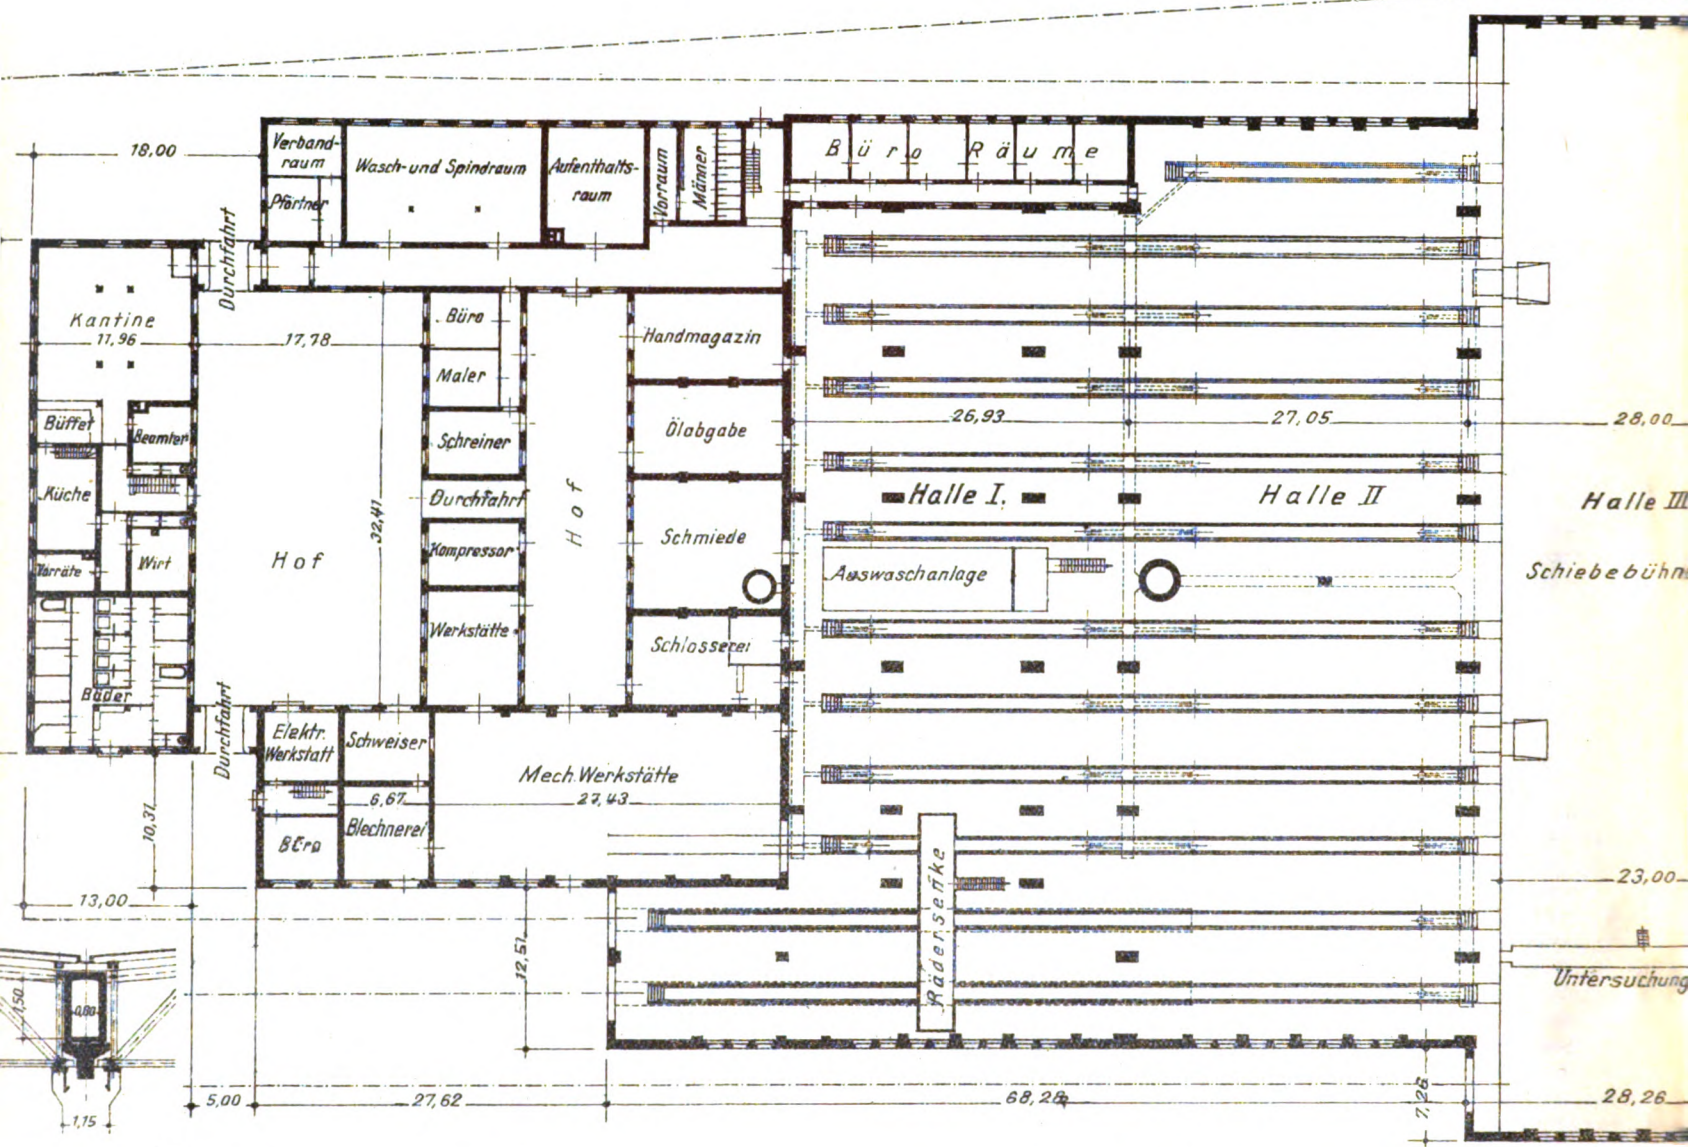 18,00
Verband-
raum
Pförtner
Wasch-und Spindraum
Aufenthalts-
raum
Vorraum
Männer
Büro Räume
Durchfahrt
Kantine
11,96
17,78
Büro
Maler
Handmagazin
Büffet
Beamter
Schreiner
Ölabgabe
26,93
27,05
28,00
Küche
Durchfahrt
32,41
Hof
Hof
Schmiede
Halle I.
Halle II
Halle III
Vorräte
Wirt
Kompressor
Auswaschanlage
Schiebebühn
Werkstätte
Schlosserei
Bäder
Durchfahrt
Elektr.
Werkstatt
Schweiser
Mech.Werkstätte
6,67
27,43
Blechnerei
Büro
10,37
Rädersenke
13,00
23,00
12,51
Untersuchung
1,50
0,80
1,15
5,00
27,62
68,28
7,26
28,26